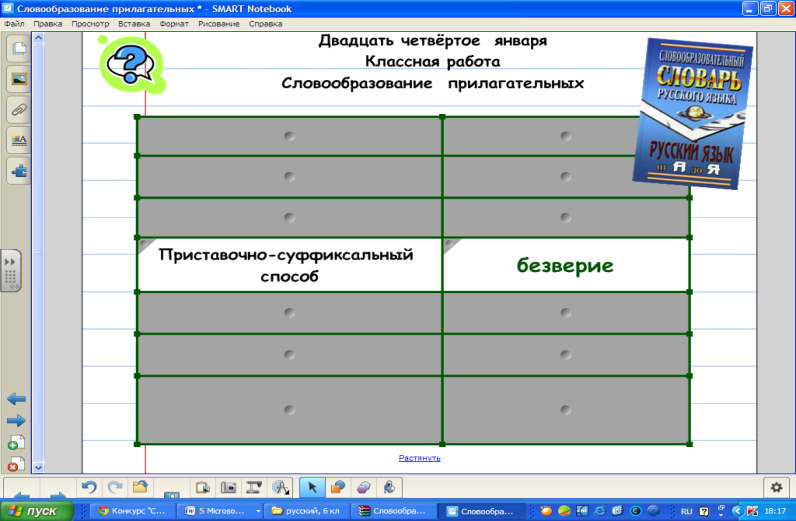 Словообразование прилагательных * - SMART Notebook
Файл Правка Просмотр Вставка Формат Рисование Справка
Двадцать четвёртое января
Классная работа
Словообразование прилагательных
СЛОВООБРАЗОВАТЕЛЬНЫЙ
СЛОВАРЬ
РУССКОГО ЯЗЫКА
РУССКИЙ ЯЗЫК
от А до Я
Приставочно-суффиксальный
способ
безверие
Растянуть
пуск
Конкурс "С...
5 Microso...
русский, 6 кл
Словообра...
Словообра...
RU
18:17